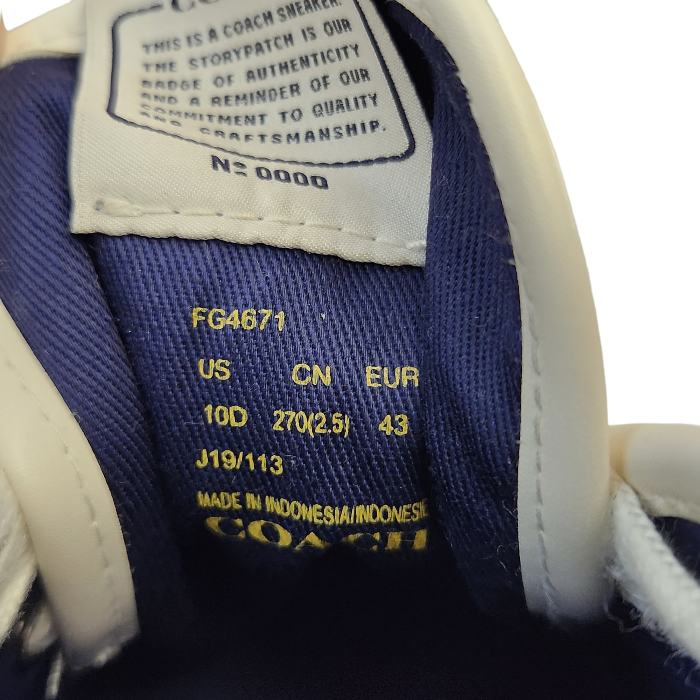 THIS IS A COACH SNEAKER.
THE STORYPATCH IS OUR
BADGE OF AUTHENTICITY
AND A REMINDER OF OUR
COMMITMENT TO QUALITY
AND CRAFTSMANSHIP.
Nº 0000
FG4671
US CN EUR
10D 270(2.5) 43
J19/113
MADE IN INDONESIA/INDONESIE
COACH